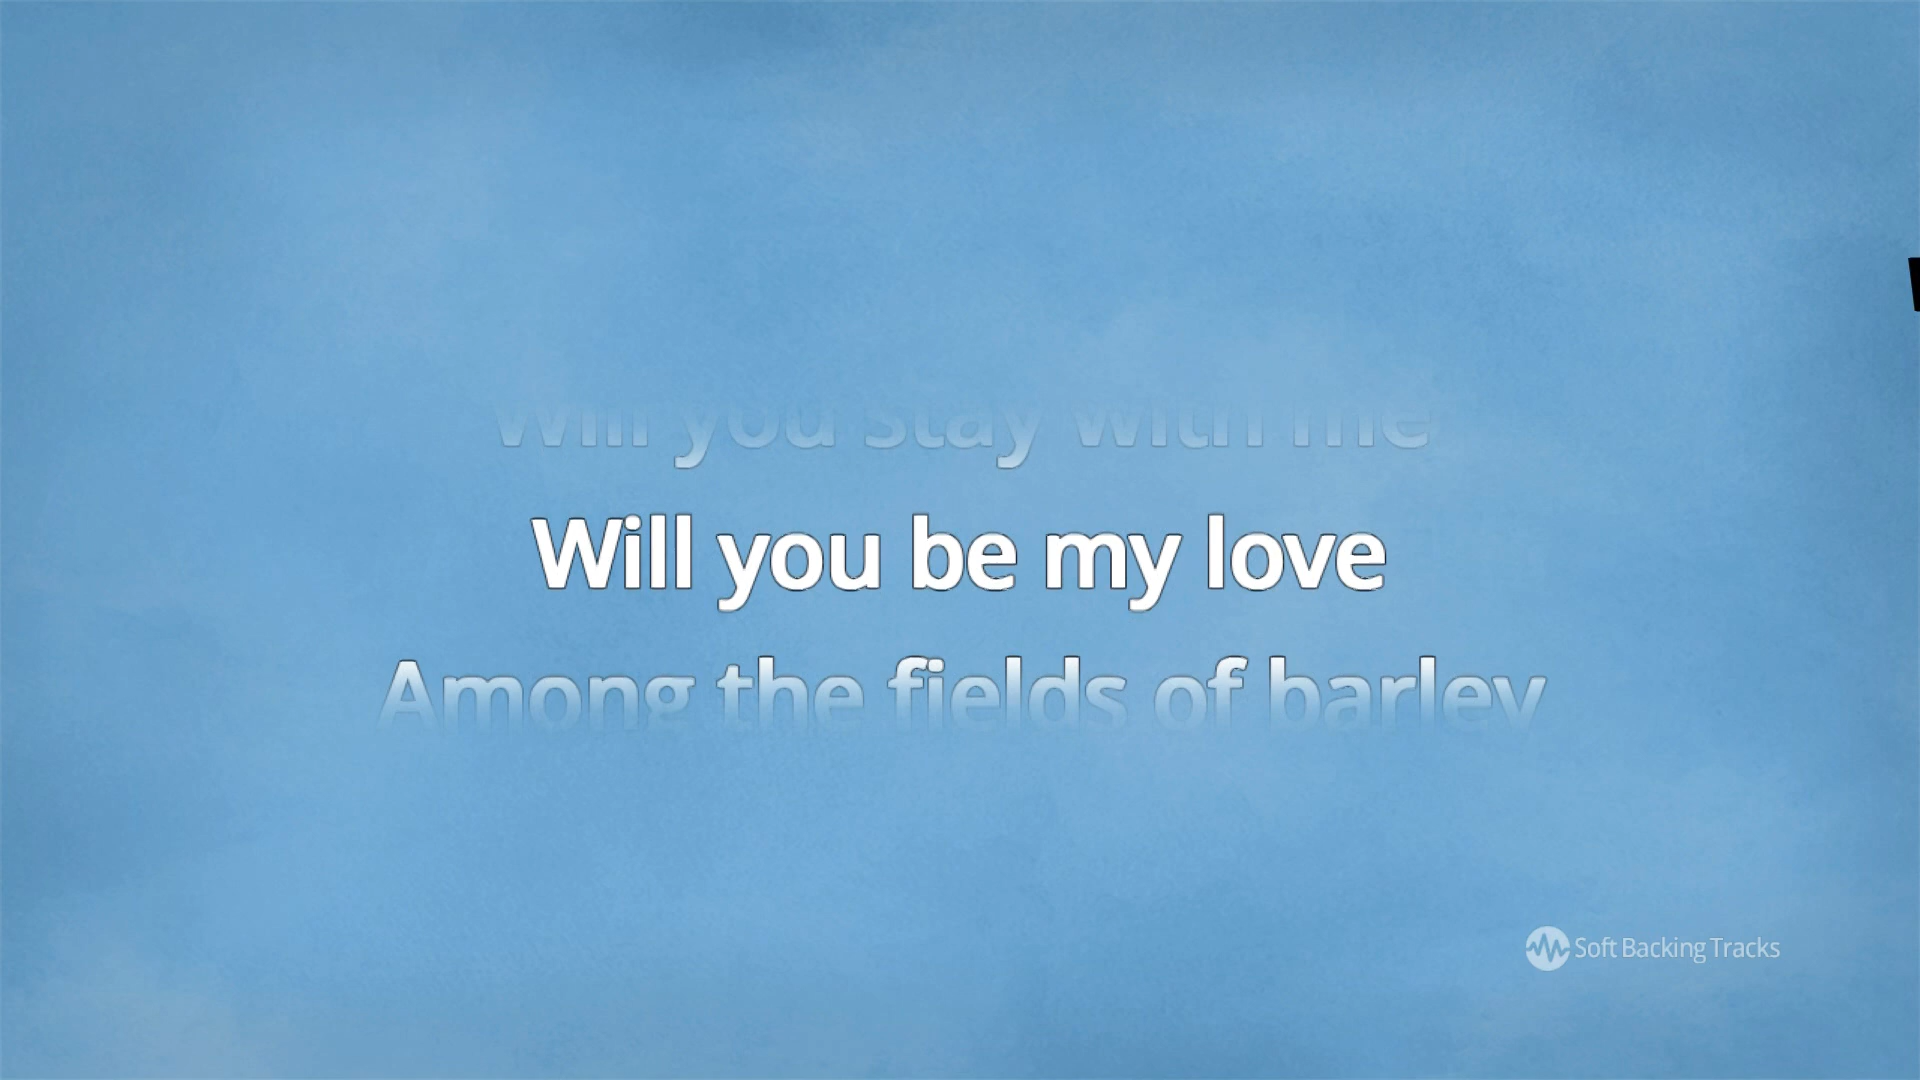 Will you stay with me
Will you be my love
Among the fields of barley
Soft Backing Tracks